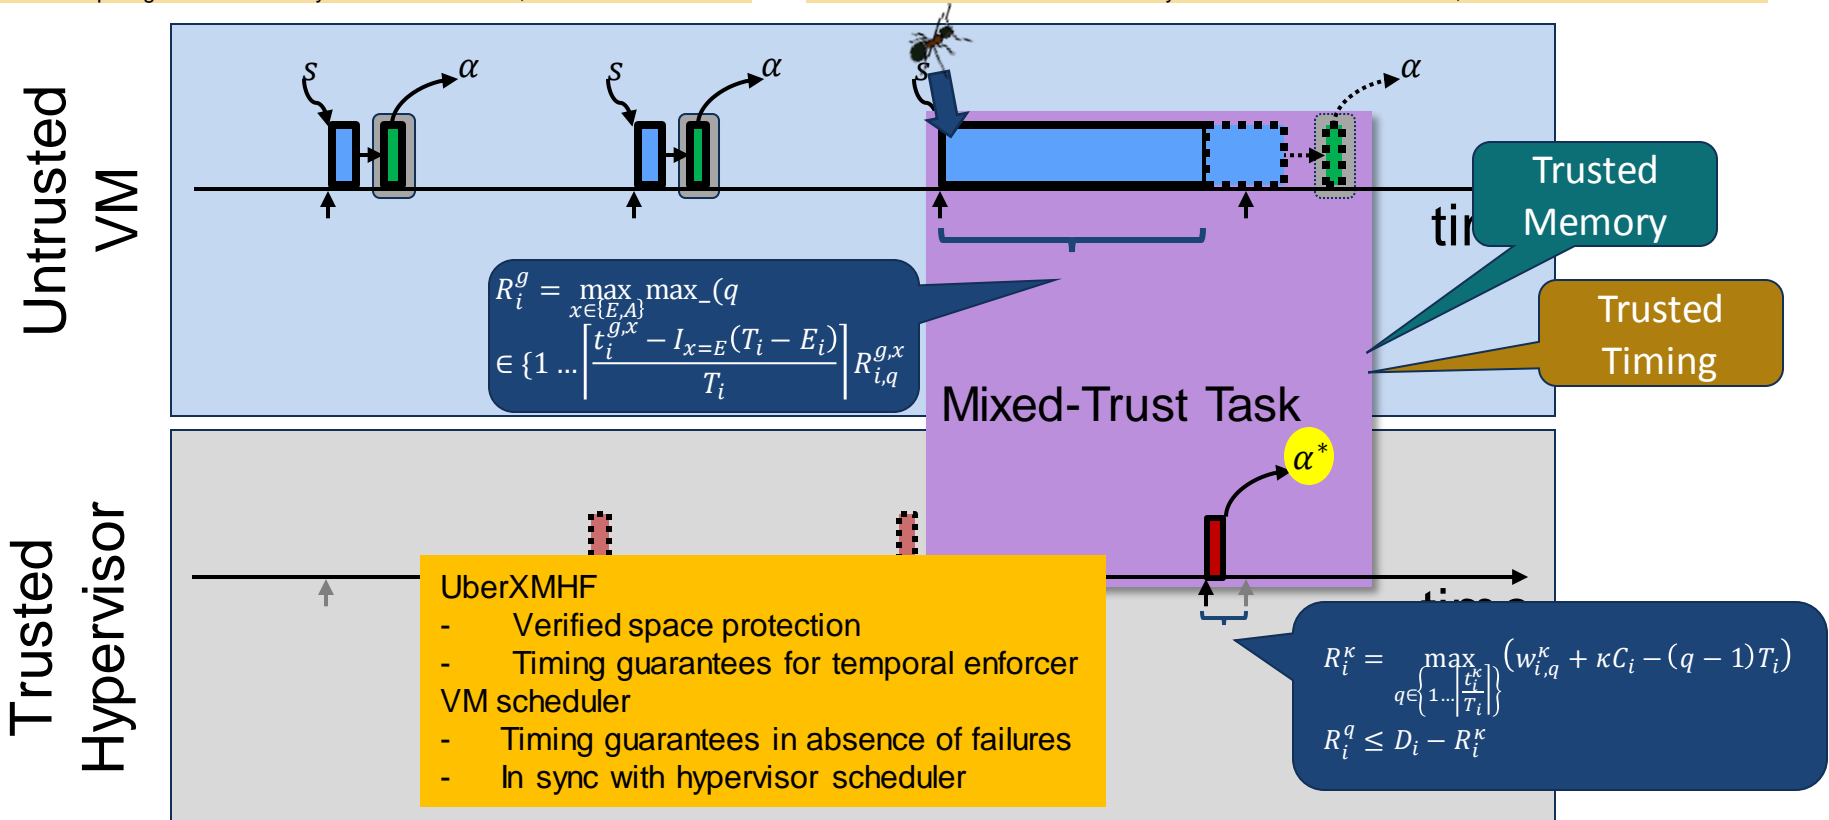 Untrusted
VM
s
α
s
α
s
α
Trusted
Memory
Trusted
Timing
R_i^g = max_{x∈{E,A}} max_(q
∈ {1 … ⌈(t_i^{g,x} − I_{x=E}(T_i − E_i))/T_i⌉ R_{i,q}^{g,x}
Mixed-Trust Task
α*
Trusted
Hypervisor
UberXMHF
- Verified space protection
- Timing guarantees for temporal enforcer
VM scheduler
- Timing guarantees in absence of failures
- In sync with hypervisor scheduler
R_i^κ = max_{q∈{1…⌈t_i^κ/T_i⌉}} (w_{i,q}^κ + κC_i − (q − 1)T_i)
R_i^q ≤ D_i − R_i^κ